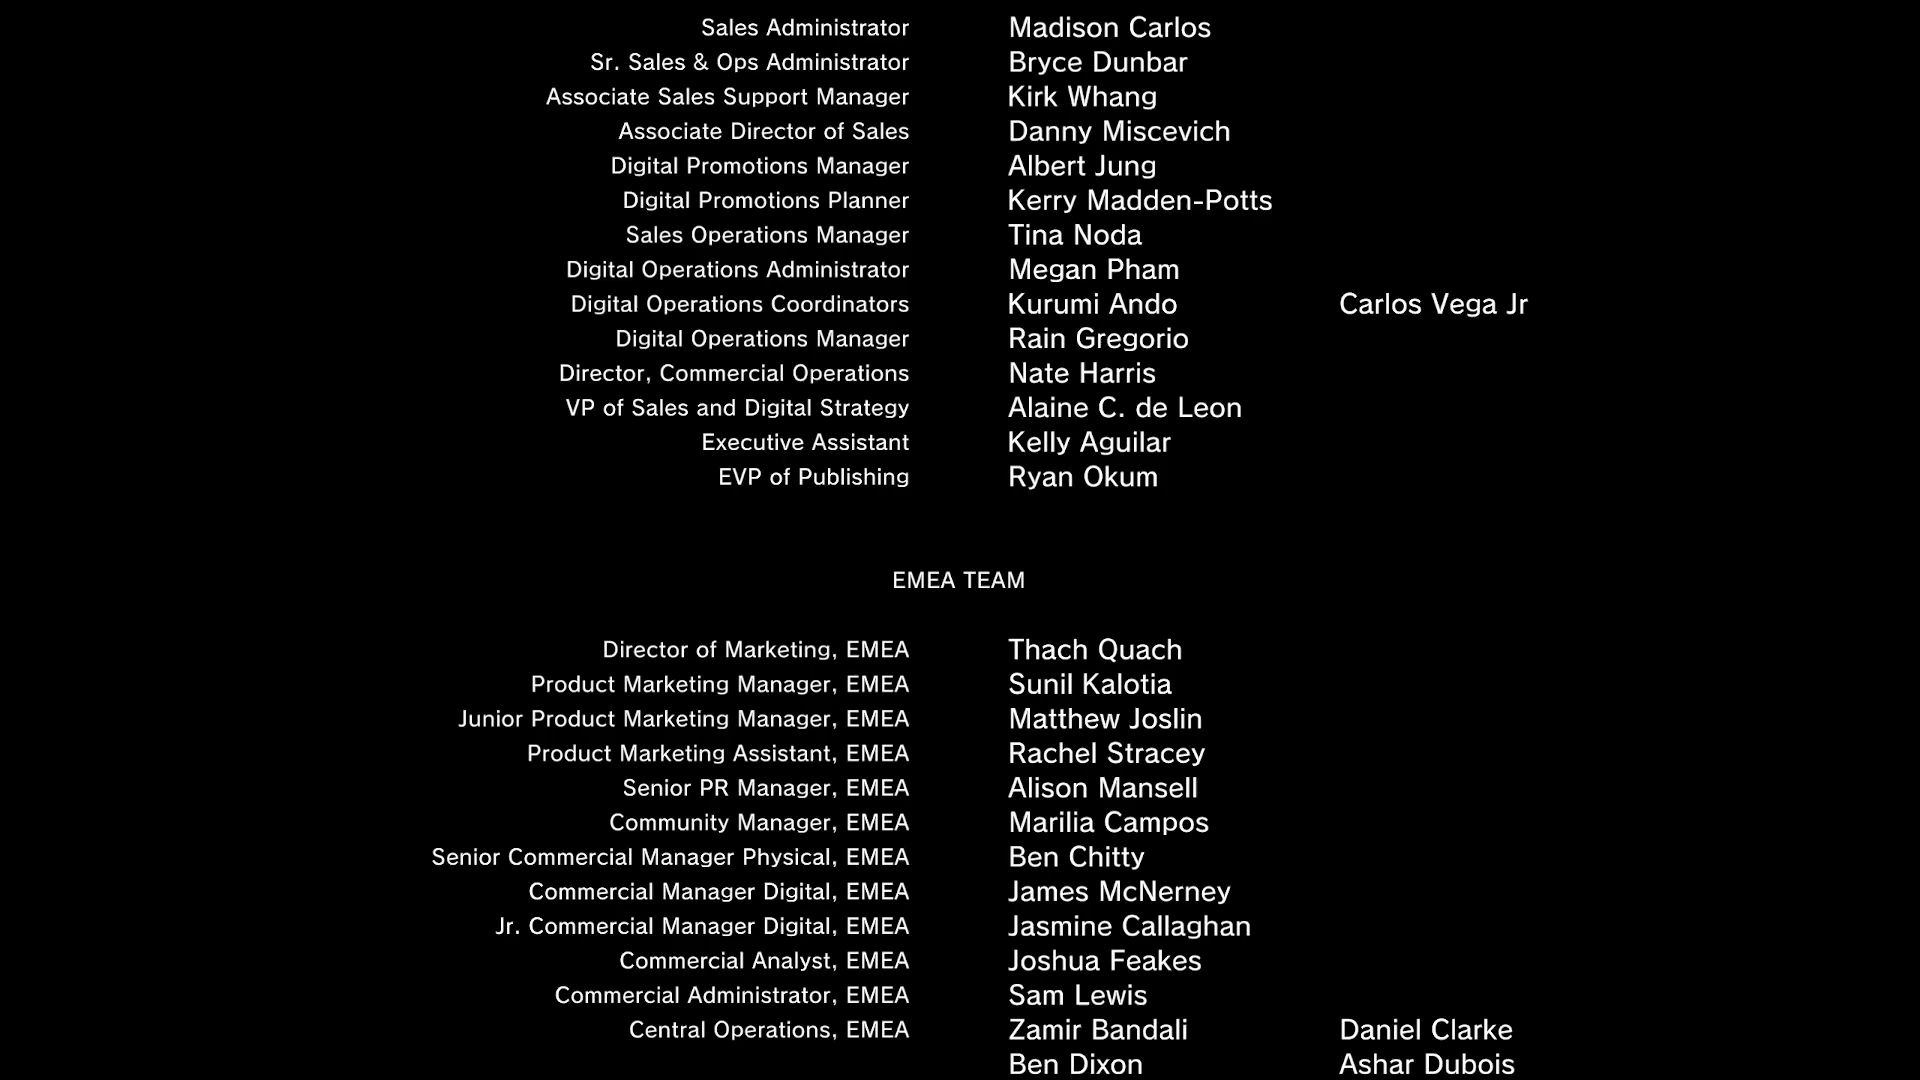 Sales Administrator Madison Carlos
Sr. Sales & Ops Administrator Bryce Dunbar
Associate Sales Support Manager Kirk Whang
Associate Director of Sales Danny Miscevich
Digital Promotions Manager Albert Jung
Digital Promotions Planner Kerry Madden-Potts
Sales Operations Manager Tina Noda
Digital Operations Administrator Megan Pham
Digital Operations Coordinators Kurumi Ando Carlos Vega Jr
Digital Operations Manager Rain Gregorio
Director, Commercial Operations Nate Harris
VP of Sales and Digital Strategy Alaine C. de Leon
Executive Assistant Kelly Aguilar
EVP of Publishing Ryan Okum
EMEA TEAM
Director of Marketing, EMEA Thach Quach
Product Marketing Manager, EMEA Sunil Kalotia
Junior Product Marketing Manager, EMEA Matthew Joslin
Product Marketing Assistant, EMEA Rachel Stracey
Senior PR Manager, EMEA Alison Mansell
Community Manager, EMEA Marilia Campos
Senior Commercial Manager Physical, EMEA Ben Chitty
Commercial Manager Digital, EMEA James McNerney
Jr. Commercial Manager Digital, EMEA Jasmine Callaghan
Commercial Analyst, EMEA Joshua Feakes
Commercial Administrator, EMEA Sam Lewis
Central Operations, EMEA Zamir Bandali Daniel Clarke
Ben Dixon Ashar Dubois